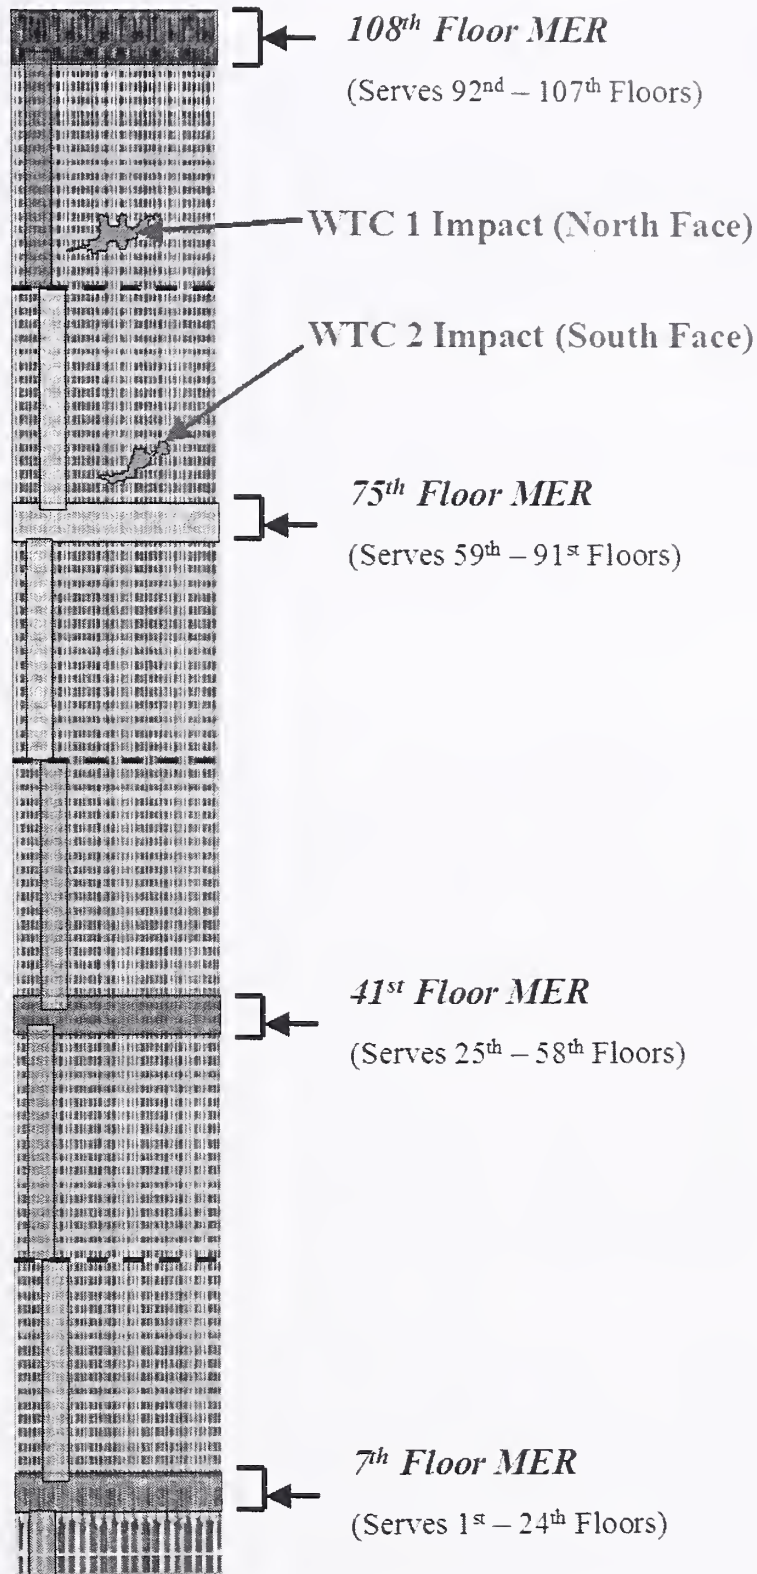 108th Floor MER
(Serves 92nd – 107th Floors)
WTC 1 Impact (North Face)
WTC 2 Impact (South Face)
75th Floor MER
(Serves 59th – 91st Floors)
41st Floor MER
(Serves 25th – 58th Floors)
7th Floor MER
(Serves 1st – 24th Floors)